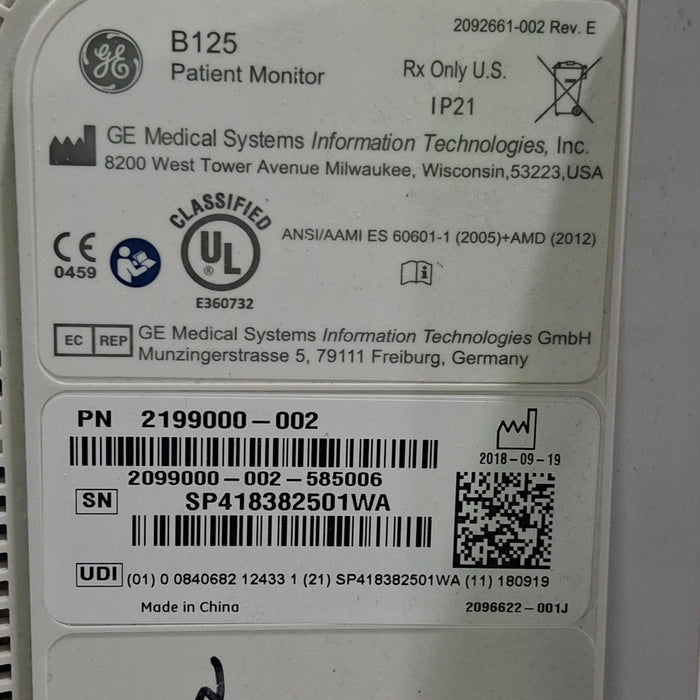 2092661-002 Rev. E
GE
B125
Patient Monitor
Rx Only U.S.
IP21
GE Medical Systems Information Technologies, Inc.
8200 West Tower Avenue Milwaukee, Wisconsin,53223,USA
CLASSIFIED
UL
®
E360732
CE
0459
ANSI/AAMI ES 60601-1 (2005)+AMD (2012)
i
EC REP
GE Medical Systems Information Technologies GmbH
Munzingerstrasse 5, 79111 Freiburg, Germany
PN 2199000-002
2099000-002-585006
SN SP418382501WA
2018-09-19
UDI (01) 0 0840682 12433 1 (21) SP418382501WA (11) 180919
Made in China
2096622-001J